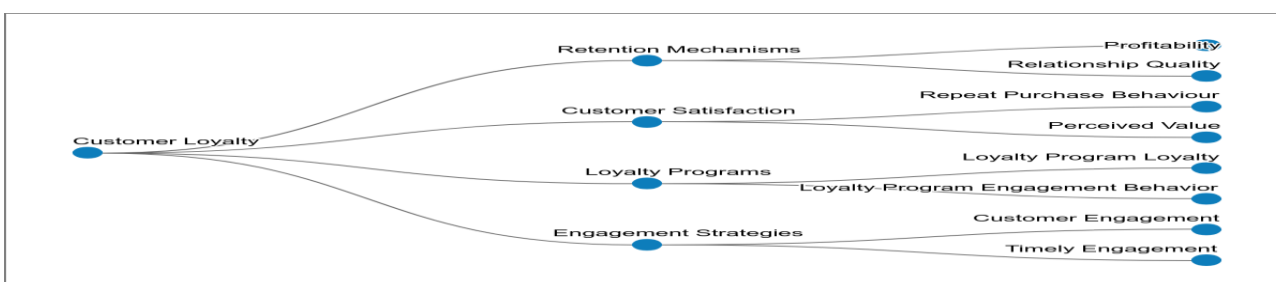 Customer Loyalty
Retention Mechanisms
Profitability
Relationship Quality
Customer Satisfaction
Repeat Purchase Behaviour
Perceived Value
Loyalty Programs
Loyalty Program Loyalty
Loyalty Program Engagement Behavior
Engagement Strategies
Customer Engagement
Timely Engagement